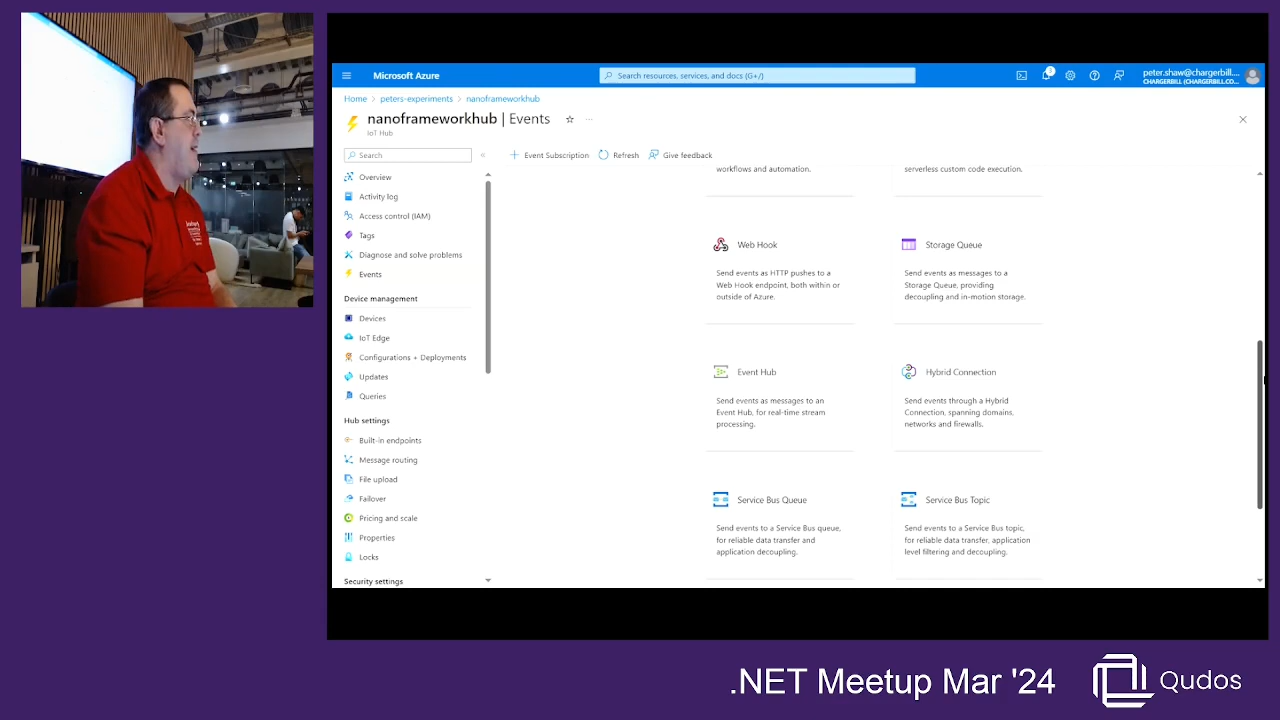 Microsoft Azure
Search resources, services, and docs (G+/)
peter.shaw@chargerbill....
CHARGERBILL (CHARGERBILL.CO...
Home > peters-experiments > nanoframeworkhub
nanoframeworkhub | Events
IoT Hub
Search
Event Subscription
Refresh
Give feedback
Overview
Activity log
Access control (IAM)
Tags
Diagnose and solve problems
Events
Device management
Devices
IoT Edge
Configurations + Deployments
Updates
Queries
Hub settings
Built-in endpoints
Message routing
File upload
Failover
Pricing and scale
Properties
Locks
Security settings
workflows and automation.
serverless custom code execution.
Web Hook
Send events as HTTP pushes to a
Web Hook endpoint, both within or
outside of Azure.
Storage Queue
Send events as messages to a
Storage Queue, providing
decoupling and in-motion storage.
Event Hub
Send events as messages to an
Event Hub, for real-time stream
processing.
Hybrid Connection
Send events through a Hybrid
Connection, spanning domains,
networks and firewalls.
Service Bus Queue
Send events to a Service Bus queue,
for reliable data transfer and
application decoupling.
Service Bus Topic
Send events to a Service Bus topic,
for reliable data transfer, application
level filtering and decoupling.
.NET Meetup Mar '24
Qudos